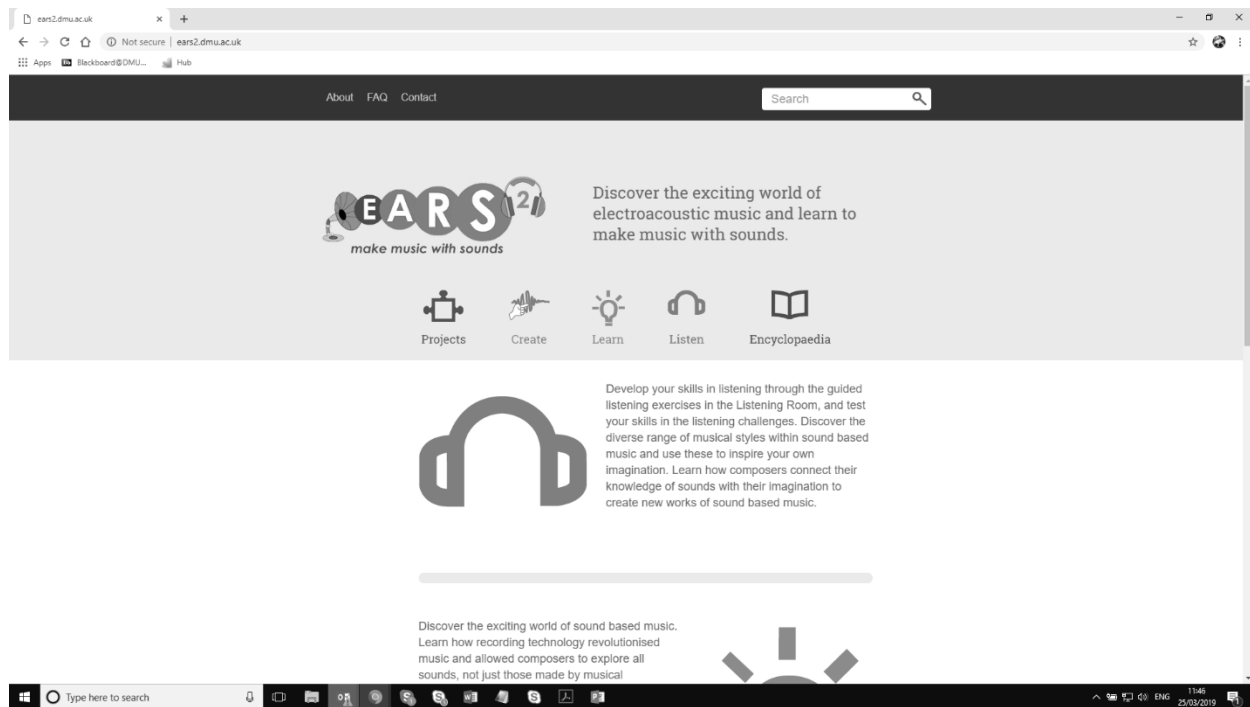 ears2.dmu.ac.uk
Not secure | ears2.dmu.ac.uk
Apps Blackboard@DMU... Hub
About FAQ Contact Search
EARS2
make music with sounds
Discover the exciting world of
electroacoustic music and learn to
make music with sounds.
Projects Create Learn Listen Encyclopaedia
Develop your skills in listening through the guided
listening exercises in the Listening Room, and test
your skills in the listening challenges. Discover the
diverse range of musical styles within sound based
music and use these to inspire your own
imagination. Learn how composers connect their
knowledge of sounds with their imagination to
create new works of sound based music.
Discover the exciting world of sound based music.
Learn how recording technology revolutionised
music and allowed composers to explore all
sounds, not just those made by musical
Type here to search
ENG
11:46
25/03/2019